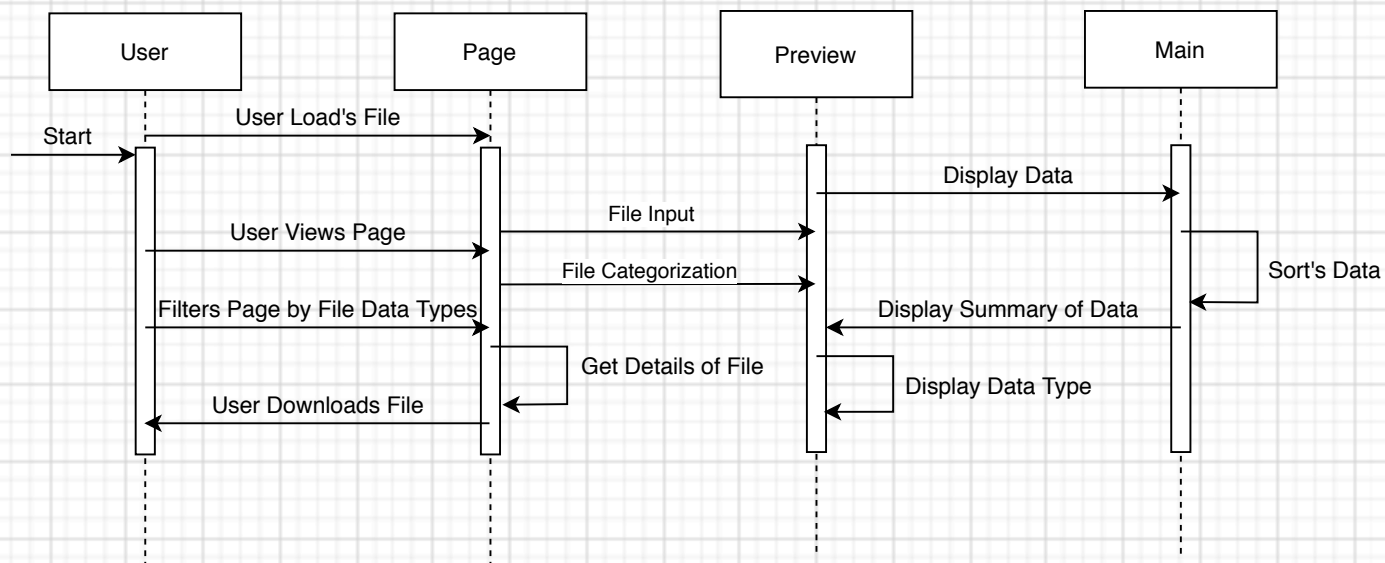 User
Page
Preview
Main
User Load's File
Start
Display Data
File Input
User Views Page
File Categorization
Sort's Data
Filters Page by File Data Types
Display Summary of Data
Get Details of File
Display Data Type
User Downloads File